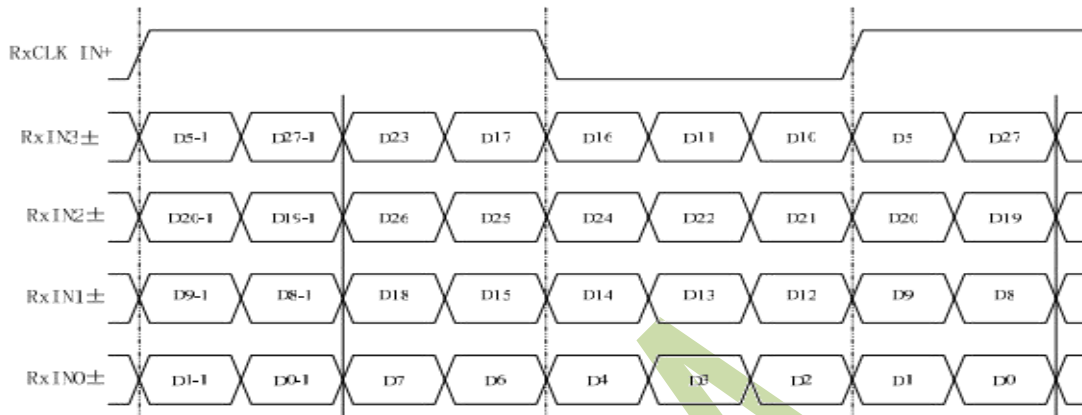 RxCLK IN+
RxIN3± D5-1 D27-1 D23 D17 D16 D11 D10 D5 D27
RxIN2± D20-1 D19-1 D26 D25 D24 D22 D21 D20 D19
RxIN1± D9-1 D8-1 D18 D15 D14 D13 D12 D9 D8
RxIN0± D1-1 D0-1 D7 D6 D4 D3 D2 D1 D0